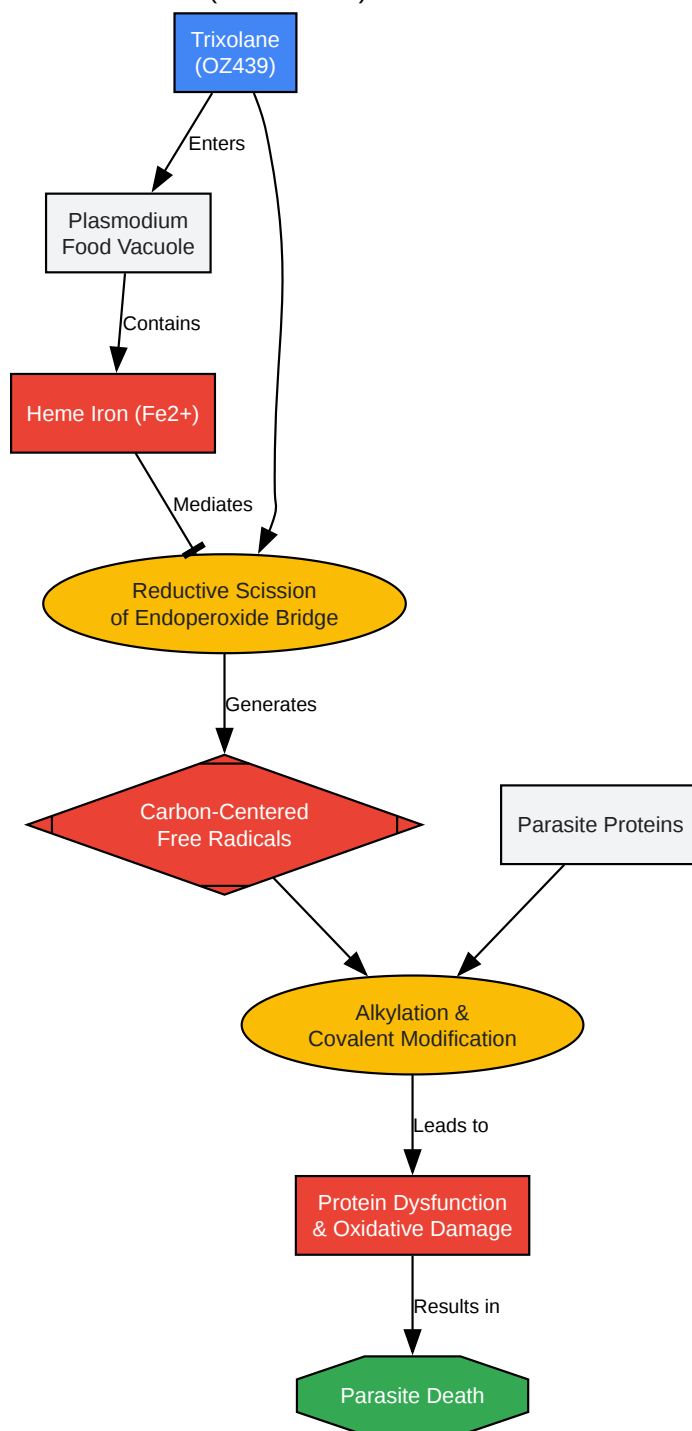 Trixolane
(OZ439)
Enters
Plasmodium
Food Vacuole
Contains
Heme Iron (Fe2+)
Mediates
Reductive Scission
of Endoperoxide Bridge
Generates
Carbon-Centered
Free Radicals
Parasite Proteins
Alkylation &
Covalent Modification
Leads to
Protein Dysfunction
& Oxidative Damage
Results in
Parasite Death